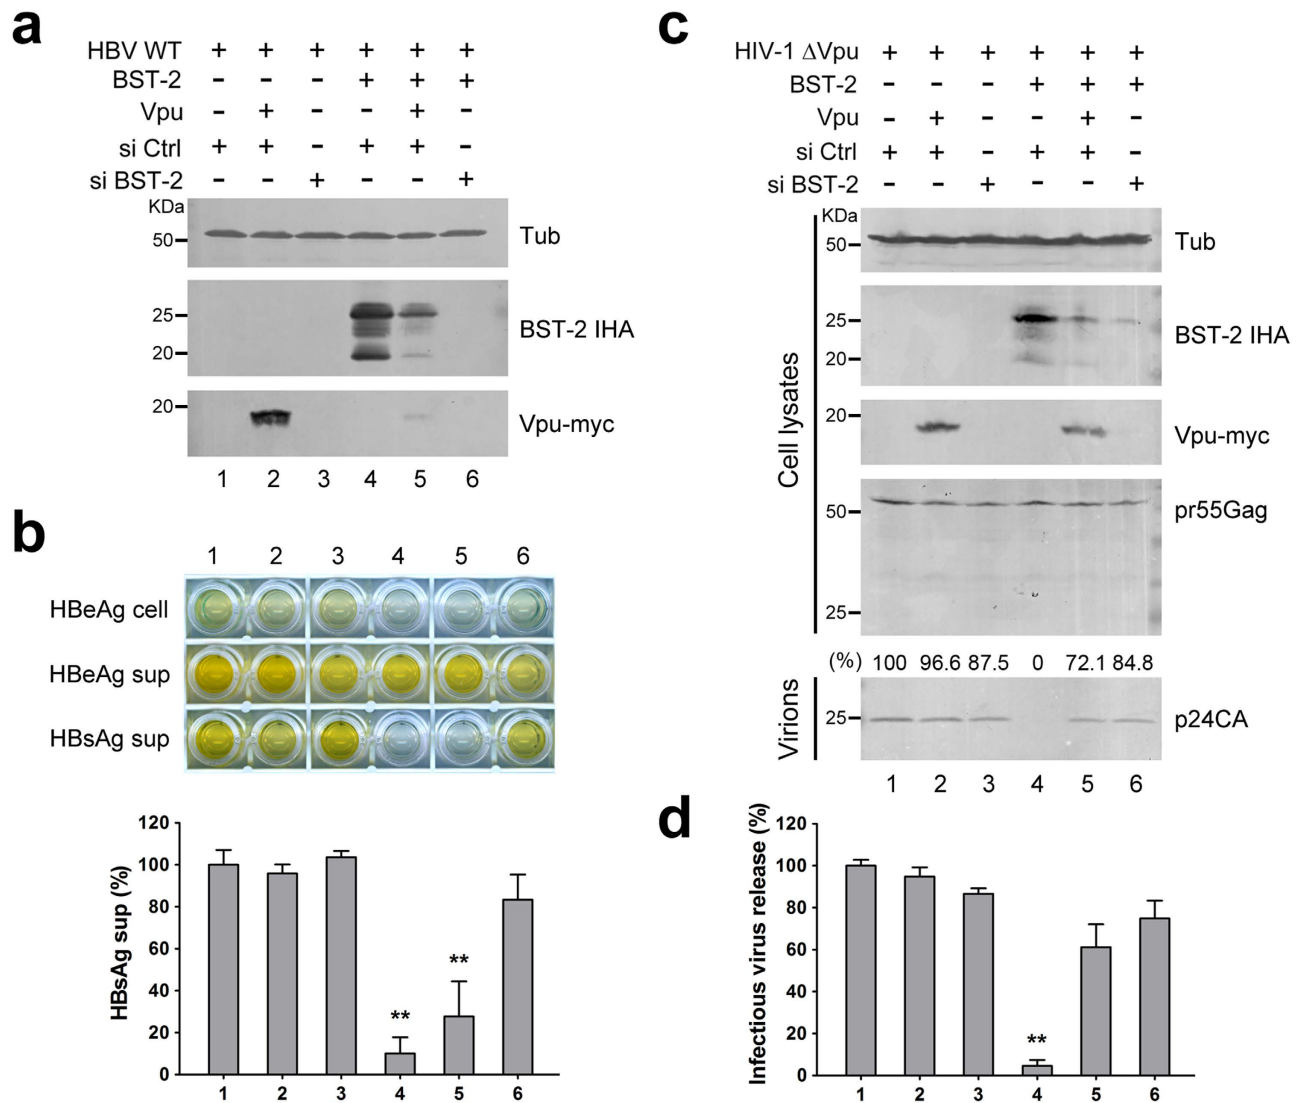 a
HBV WT + + + + + +
BST-2 - - - + + +
Vpu - + - - + -
si Ctrl + + - + + -
si BST-2 - - + - - +
KDa
50
Tub
25
20
BST-2 IHA
20
Vpu-myc
1 2 3 4 5 6
b
1 2 3 4 5 6
HBeAg cell
HBeAg sup
HBsAg sup
HBsAg sup (%)
120
100
80
60
40
20
0
** **
1 2 3 4 5 6
c
HIV-1 ΔVpu + + + + + +
BST-2 - - - + + +
Vpu - + - - + -
si Ctrl + + - + + -
si BST-2 - - + - - +
Cell lysates
KDa
50
Tub
25
20
BST-2 IHA
20
Vpu-myc
50
25
pr55Gag
(%) 100 96.6 87.5 0 72.1 84.8
Virions
25
p24CA
1 2 3 4 5 6
d
Infectious virus release (%)
120
100
80
60
40
20
0
**
1 2 3 4 5 6